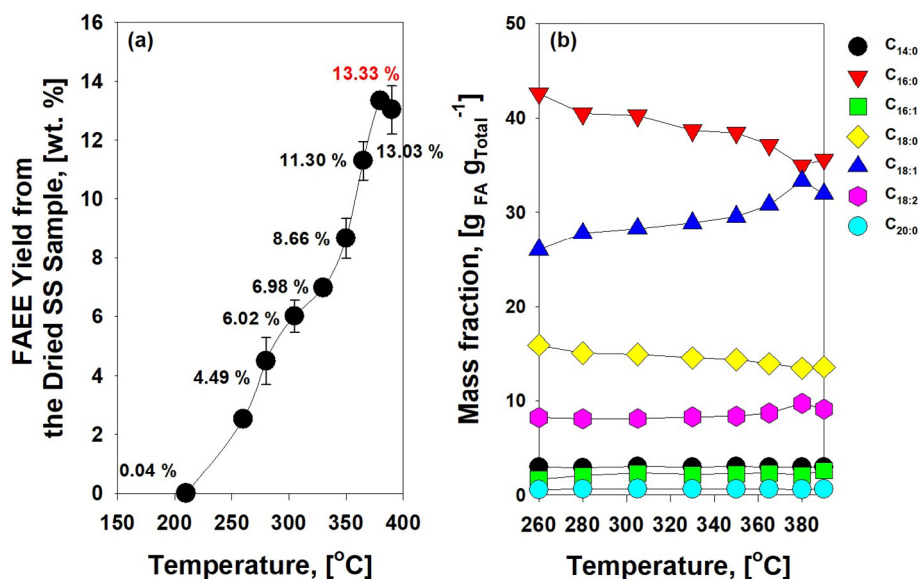 (a)
FAEE Yield from
the Dried SS Sample, [wt. %]
16
14
12
10
8
6
4
2
0
13.33 %
13.03 %
11.30 %
8.66 %
6.98 %
6.02 %
4.49 %
0.04 %
150 200 250 300 350 400
Temperature, [°C]
(b)
Mass fraction, [g FA g Total⁻¹]
50
40
30
20
10
0
260 280 300 320 340 360 380
Temperature, [°C]
C14:0
C16:0
C16:1
C18:0
C18:1
C18:2
C20:0